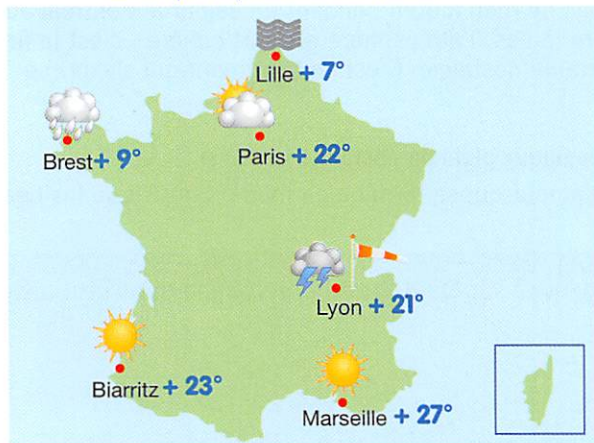 Lille + 7°
Brest + 9°
Paris + 22°
Lyon + 21°
Biarritz + 23°
Marseille + 27°